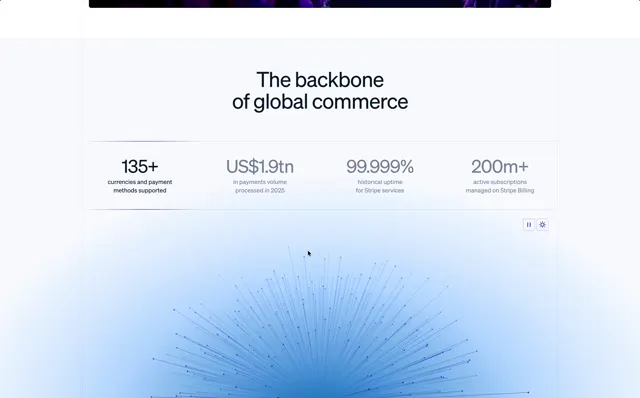 The backbone
of global commerce
135+
currencies and payment
methods supported
US$1.9tn
in payments volume
processed in 2025
99.999%
historical uptime
for Stripe services
200m+
active subscriptions
managed on Stripe Billing